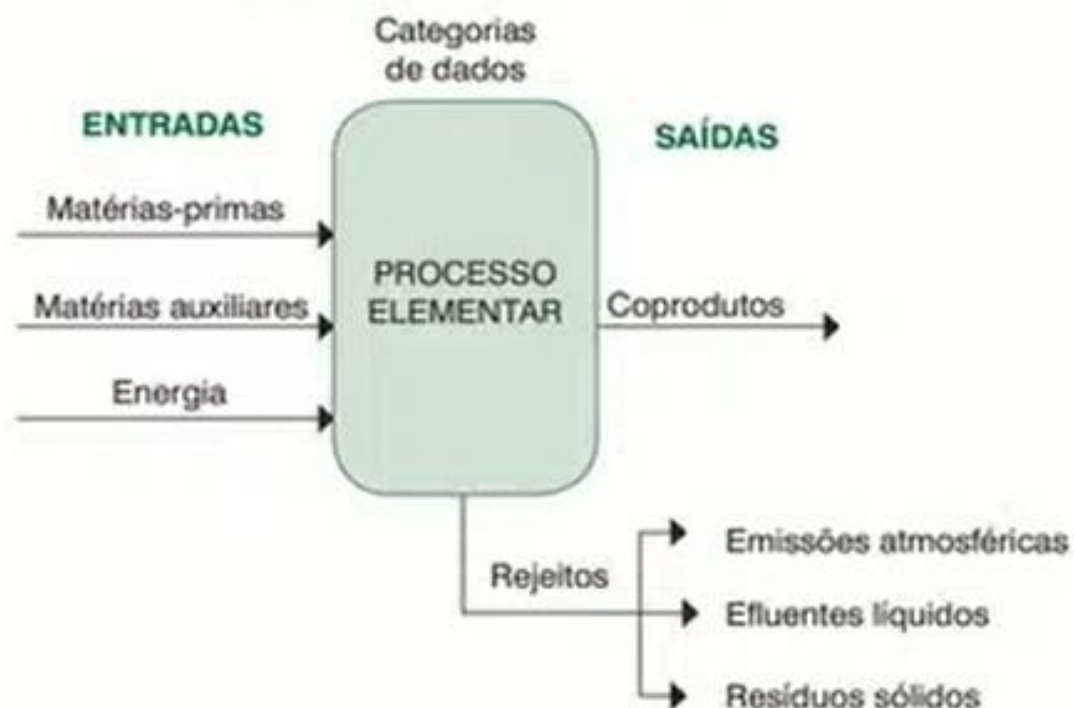 Categorias
de dados
ENTRADAS
SAÍDAS
Matérias-primas
Matérias auxiliares
Energia
PROCESSO
ELEMENTAR
Coprodutos
Rejeitos
Emissões atmosféricas
Efluentes líquidos
Resíduos sólidos